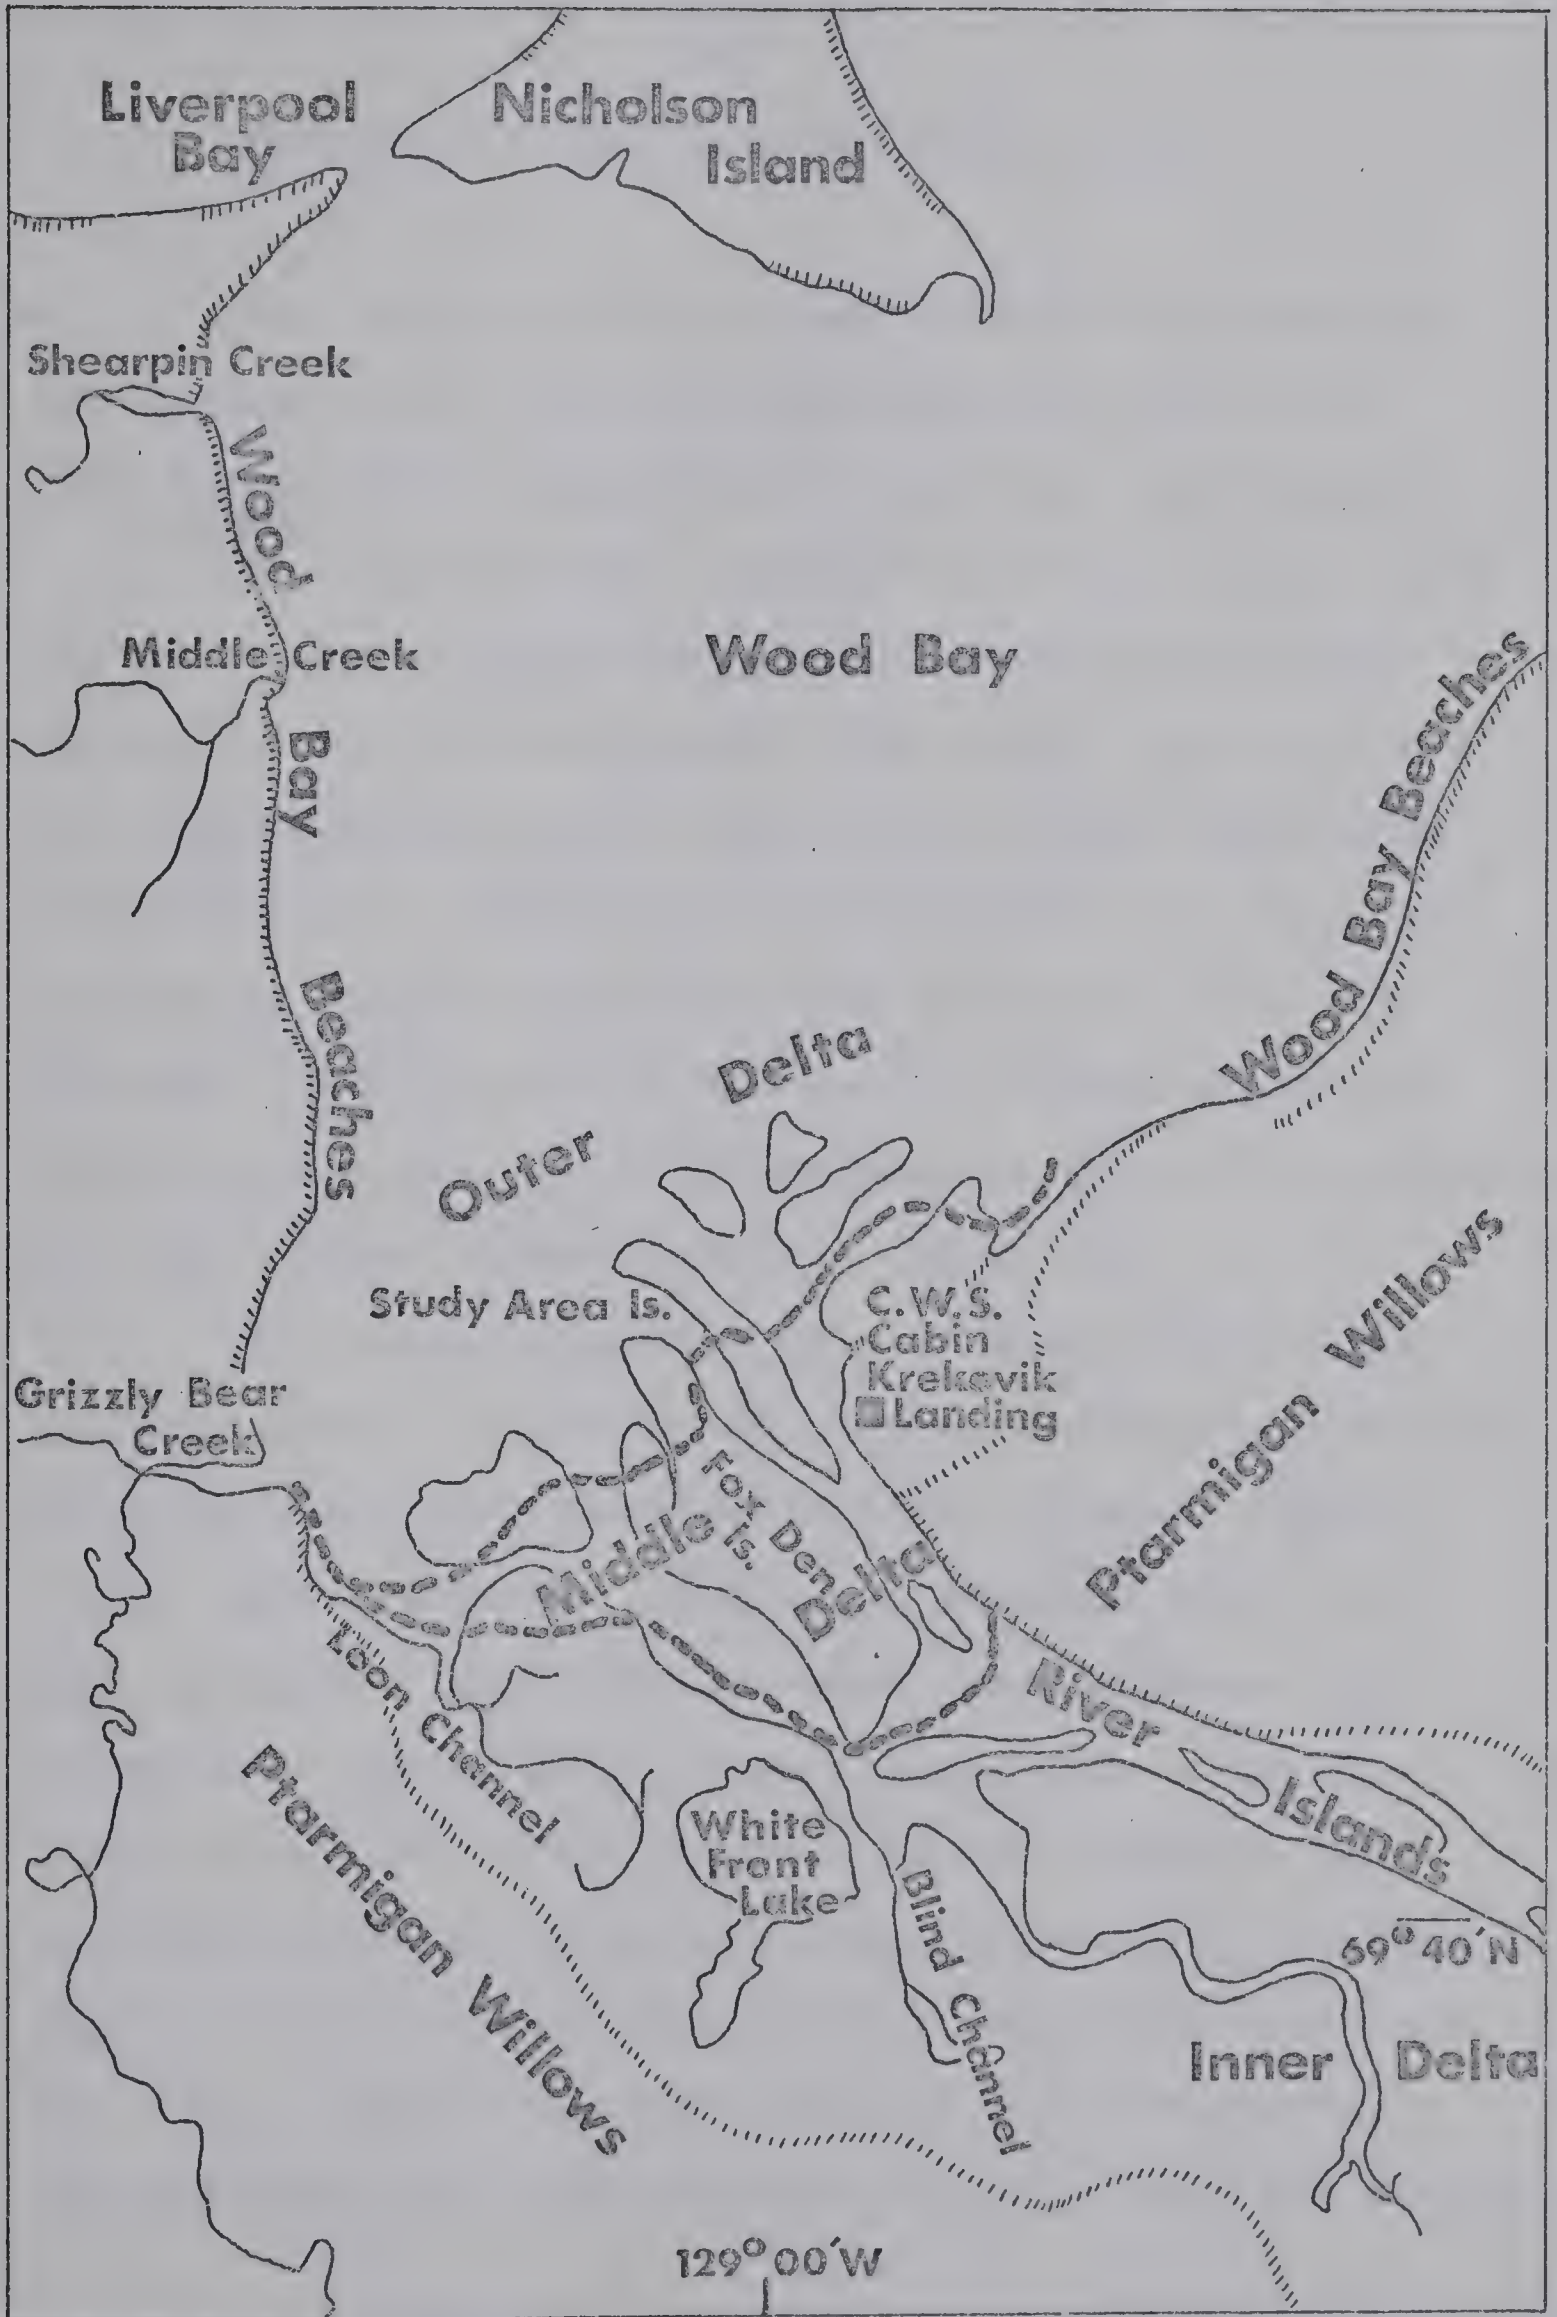 Liverpool
Bay
Nicholson
Island
Shearpin Creek
Wood
Bay
Beaches
Middle Creek
Wood Bay
Wood Bay Beaches
Outer Delta
Study Area Is.
C.W.S.
Cabin
Krekovik
Landing
Grizzly Bear
Creek
Fox Den
Is.
Middle Delta
Ptarmigan Willows
Loon Channel
River
Islands
Ptarmigan Willows
White
Front
Lake
Blind Channel
69° 40'N
Inner Delta
129° 00'W